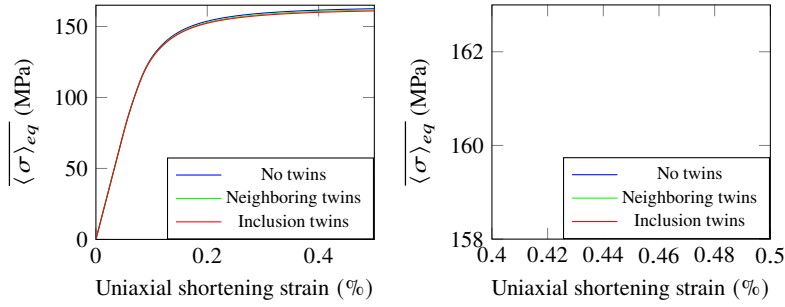 150
100
50
0
0
0.2
0.4
⟨σ⟩eq (MPa)
Uniaxial shortening strain (%)
No twins
Neighboring twins
Inclusion twins
162
160
158
0.4
0.42
0.44
0.46
0.48
0.5
⟨σ⟩eq (MPa)
Uniaxial shortening strain (%)
No twins
Neighboring twins
Inclusion twins